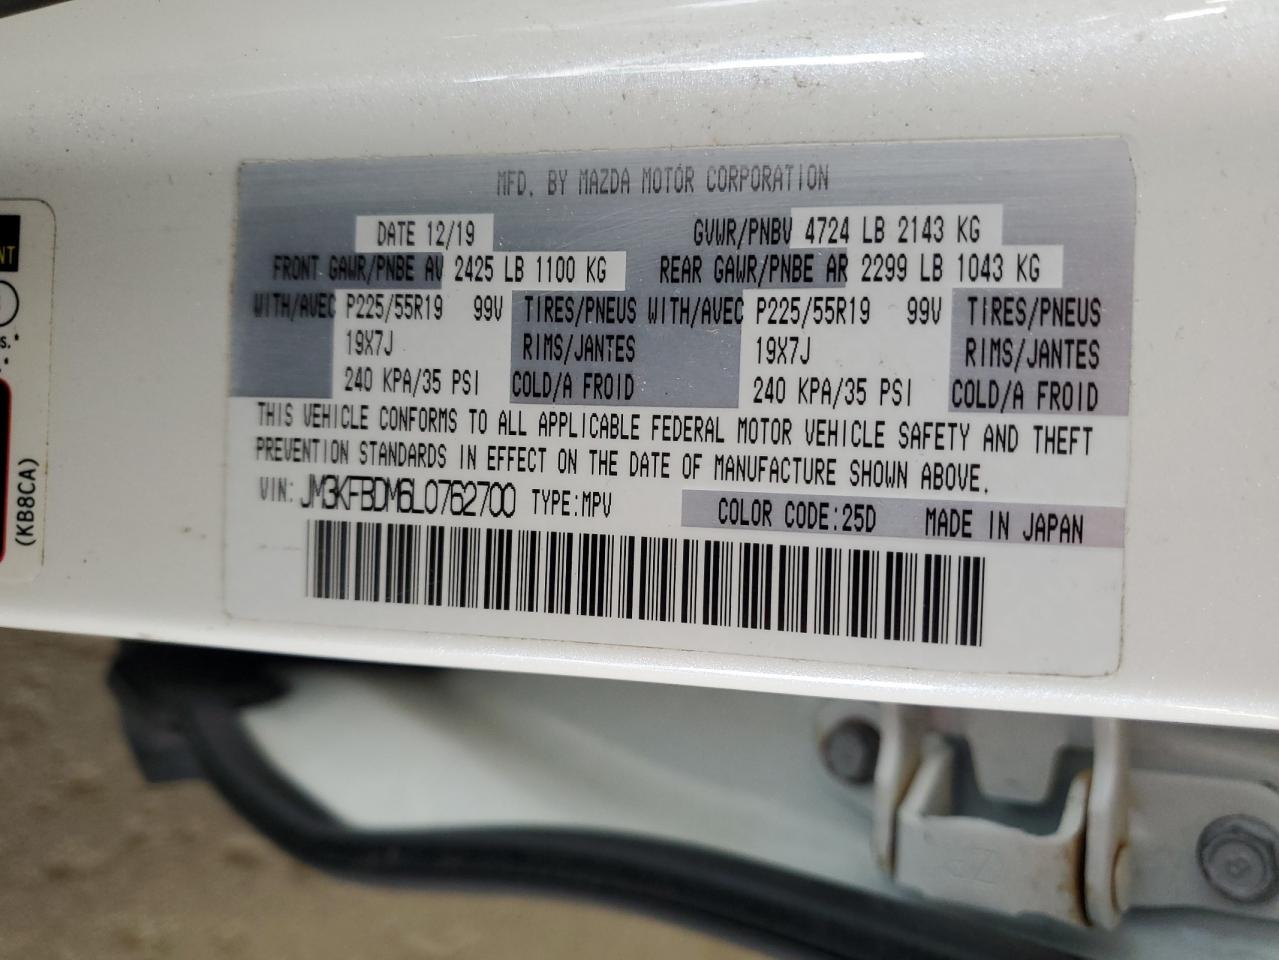 MFD. BY MAZDA MOTOR CORPORATION
DATE 12/19 GVWR/PNBV 4724 LB 2143 KG
FRONT GAWR/PNBE AV 2425 LB 1100 KG REAR GAWR/PNBE AR 2299 LB 1043 KG
WITH/AVEC P225/55R19 99V TIRES/PNEUS WITH/AVEC P225/55R19 99V TIRES/PNEUS
19X7J RIMS/JANTES 19X7J RIMS/JANTES
240 KPA/35 PSI COLD/A FROID 240 KPA/35 PSI COLD/A FROID
THIS VEHICLE CONFORMS TO ALL APPLICABLE FEDERAL MOTOR VEHICLE SAFETY AND THEFT
PREVENTION STANDARDS IN EFFECT ON THE DATE OF MANUFACTURE SHOWN ABOVE.
VIN: JM3KFBDM6L0762700 TYPE:MPV COLOR CODE:25D MADE IN JAPAN
(KB8CA)